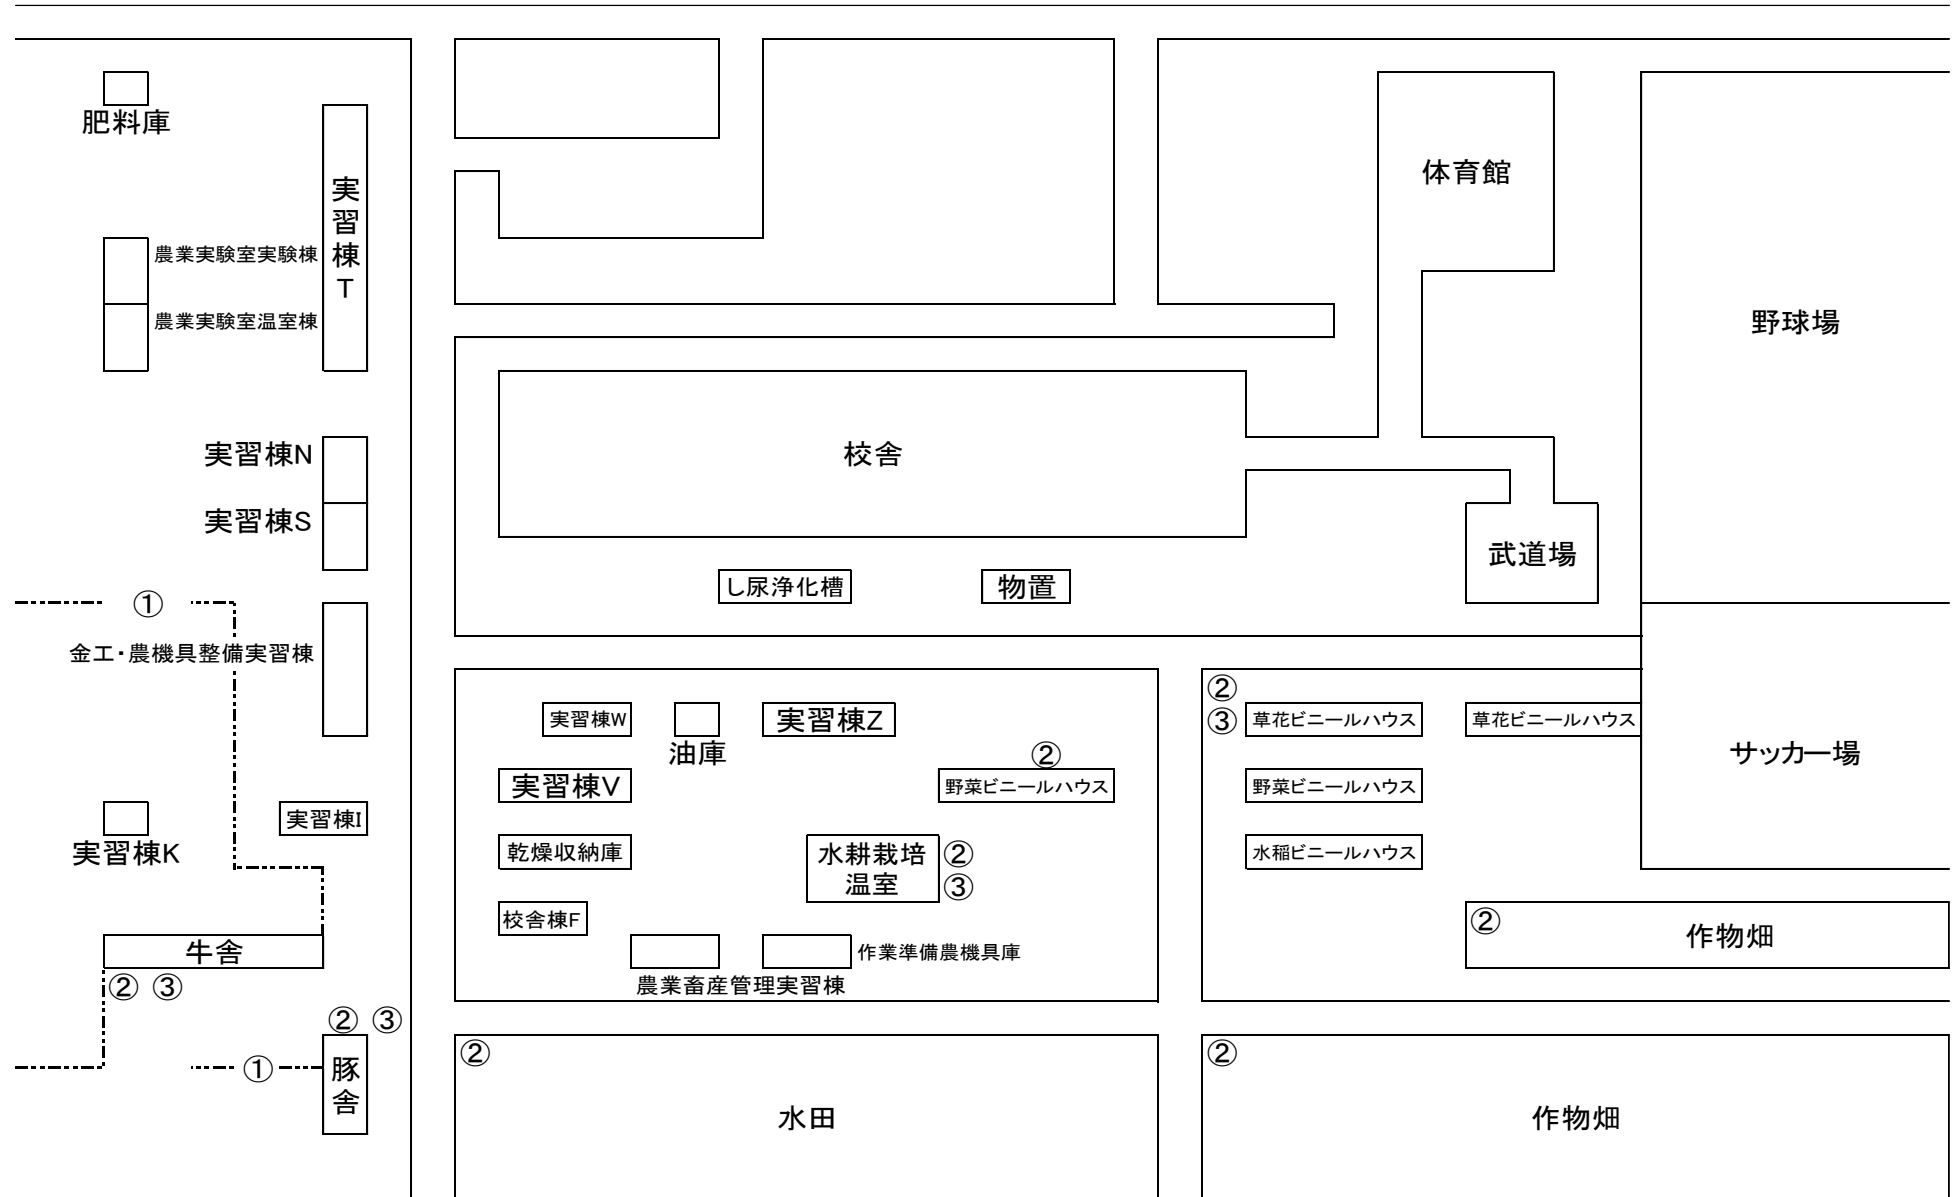 肥料庫
実習棟T
農業実験室実験棟
農業実験室温室棟
体育館
野球場
実習棟N
実習棟S
校舎
武道場
し尿浄化槽
物置
①
金工・農機具整備実習棟
実習棟W
油庫
実習棟Z
②
③
草花ビニールハウス
草花ビニールハウス
サッカー場
実習棟V
②
野菜ビニールハウス
野菜ビニールハウス
実習棟I
実習棟K
乾燥収納庫
水耕栽培
温室
②
③
水稲ビニールハウス
校舎棟F
作業準備農機具庫
農業畜産管理実習棟
②
作物畑
牛舎
② ③
② ③
豚舎
①
②
水田
②
作物畑